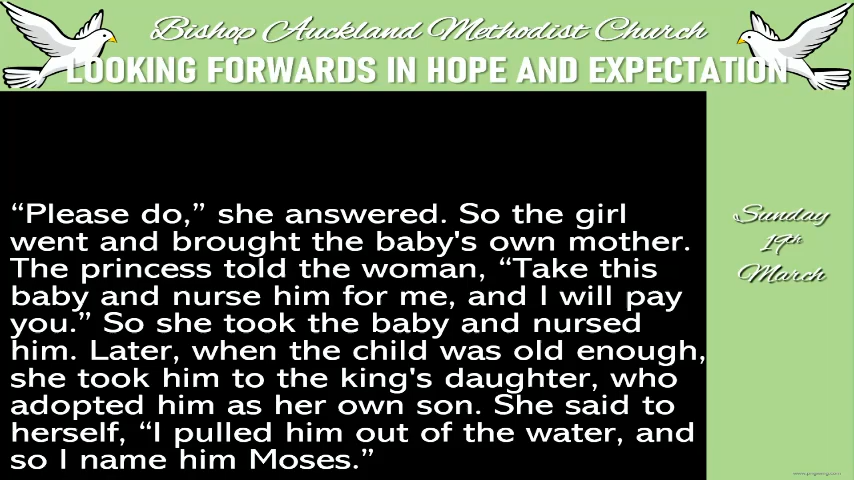 Bishop Auckland Methodist Church
LOOKING FORWARDS IN HOPE AND EXPECTATION
“Please do,” she answered. So the girl
went and brought the baby's own mother.
The princess told the woman, “Take this
baby and nurse him for me, and I will pay
you.” So she took the baby and nursed
him. Later, when the child was old enough,
she took him to the king's daughter, who
adopted him as her own son. She said to
herself, “I pulled him out of the water, and
so I name him Moses.”
Sunday
19th
March